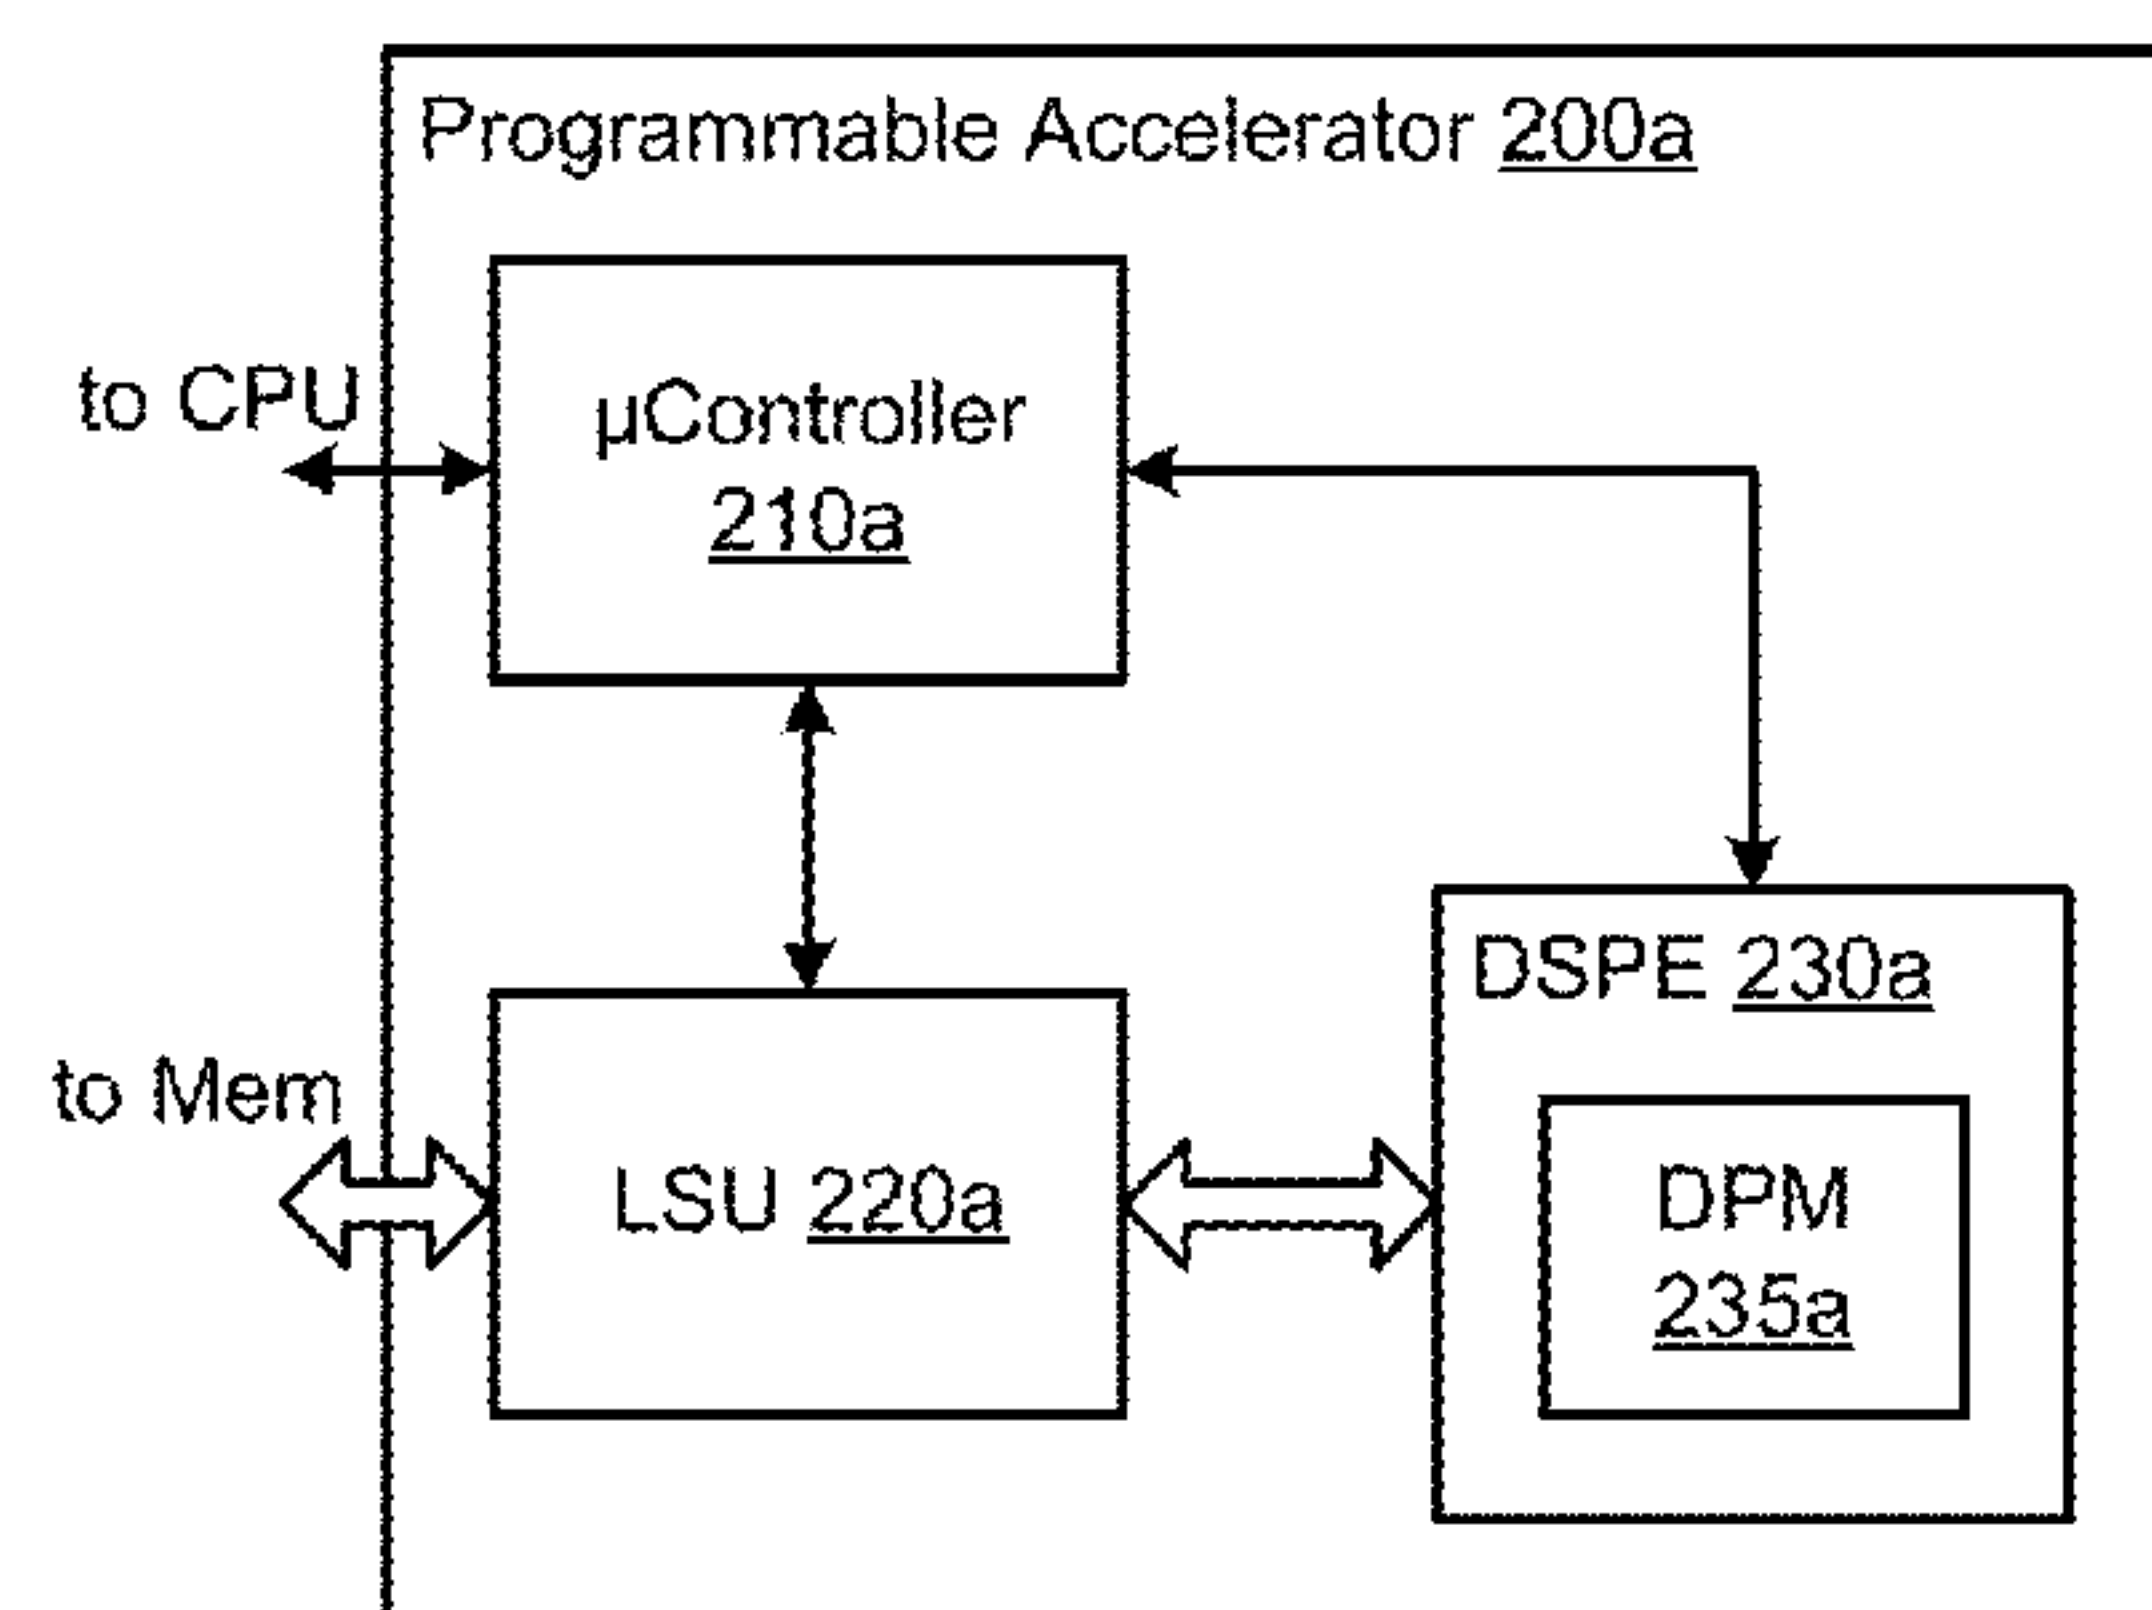 Programmable Accelerator 200a
to CPU
µController
210a
DSPE 230a
to Mem
LSU 220a
DPM
235a